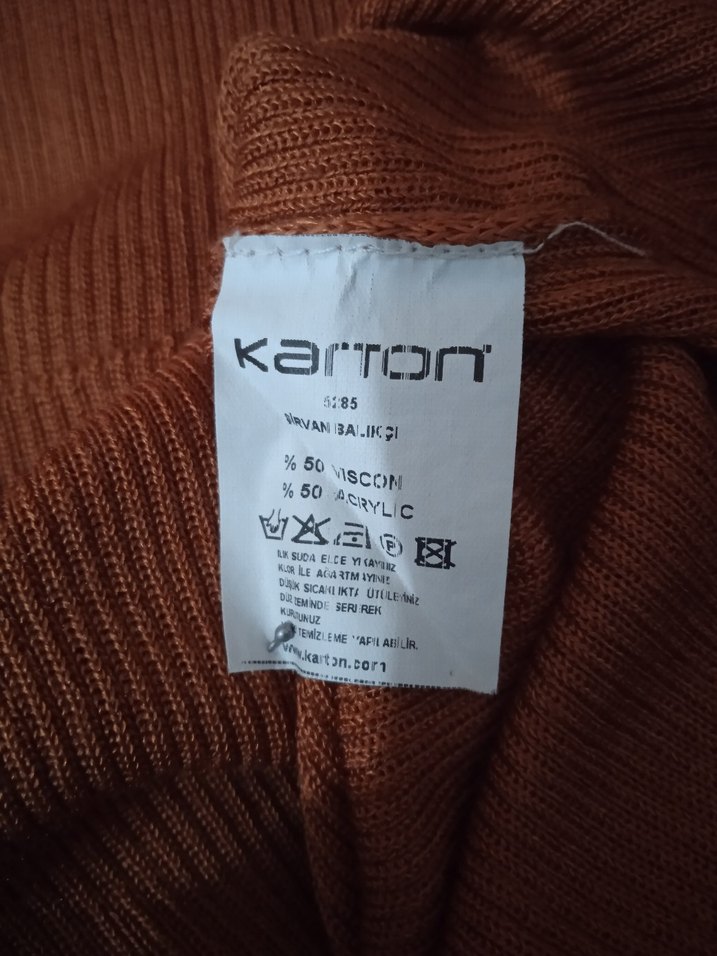 Karton
5285
ŞİRVAN BALIKÇI
% 50 VISCON
% 50 ACRYLIC
P
ILIK SUDA ELDE YIKAYINIZ
KLOR İLE AĞARTMAYINIZ
DÜŞÜK SICAKLIKTA ÜTÜLEYİNİZ
DÜZ ZEMİNDE SEREREK
KURUTUNUZ
TEMİZLEME YAPILABİLİR.
www.karton.com